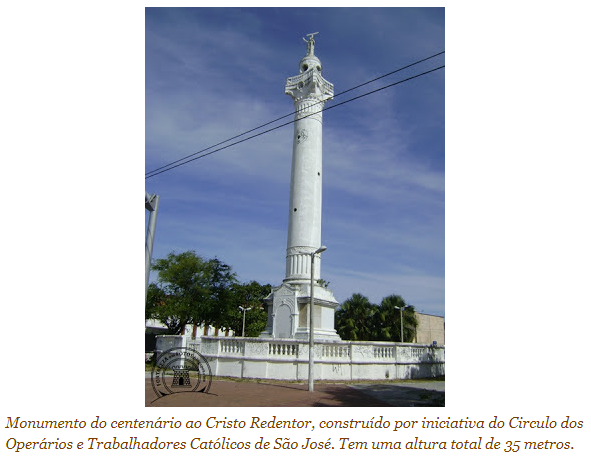 Monumento do centenário ao Cristo Redentor, construído por iniciativa do Circulo dos
Operários e Trabalhadores Católicos de São José. Tem uma altura total de 35 metros.